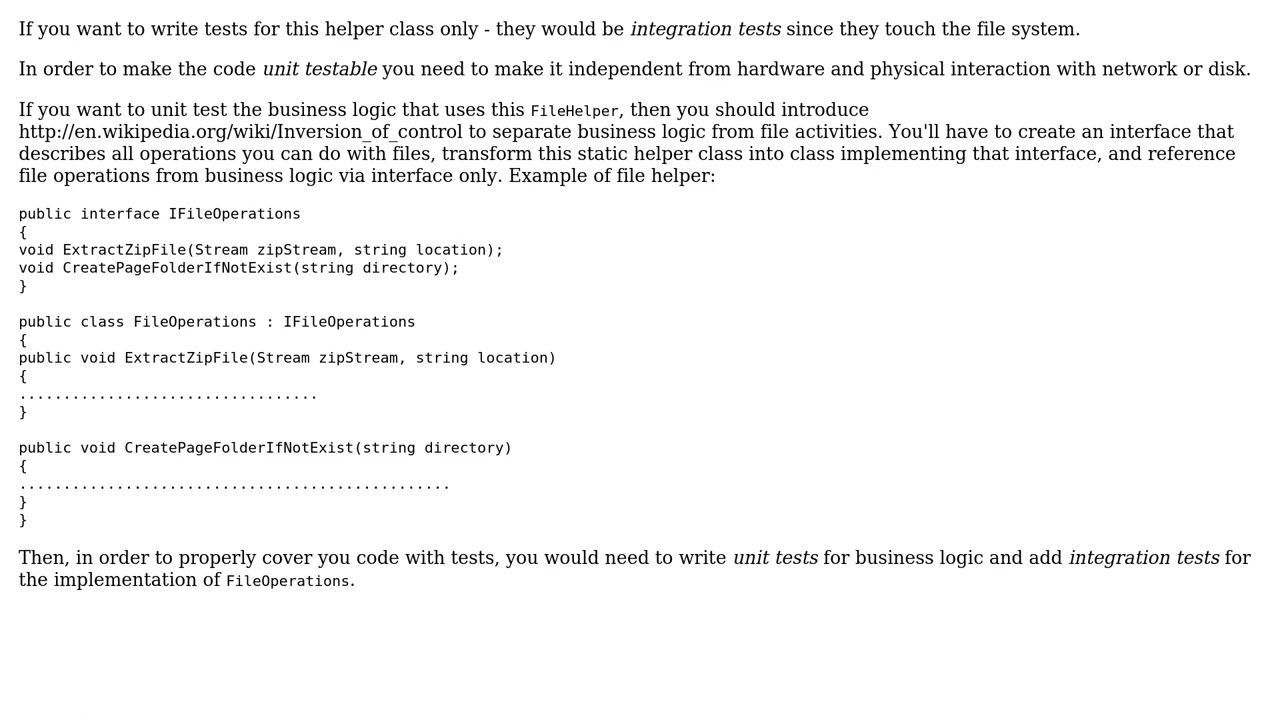 If you want to write tests for this helper class only - they would be integration tests since they touch the file system.
In order to make the code unit testable you need to make it independent from hardware and physical interaction with network or disk.
If you want to unit test the business logic that uses this FileHelper, then you should introduce
http://en.wikipedia.org/wiki/Inversion_of_control to separate business logic from file activities. You'll have to create an interface that
describes all operations you can do with files, transform this static helper class into class implementing that interface, and reference
file operations from business logic via interface only. Example of file helper:
public interface IFileOperations
{
void ExtractZipFile(Stream zipStream, string location);
void CreatePageFolderIfNotExist(string directory);
}
public class FileOperations : IFileOperations
{
public void ExtractZipFile(Stream zipStream, string location)
{
..................................
}
public void CreatePageFolderIfNotExist(string directory)
{
.................................................
}
}
Then, in order to properly cover you code with tests, you would need to write unit tests for business logic and add integration tests for
the implementation of FileOperations.